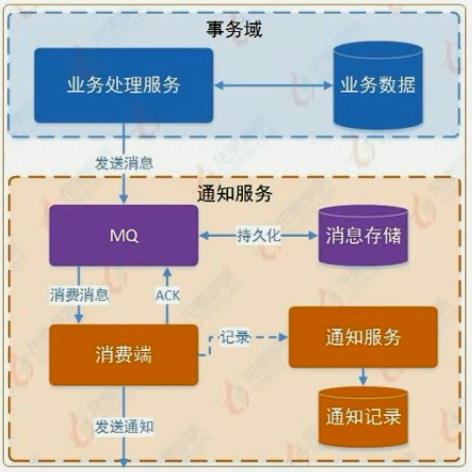 事务域
业务处理服务
业务数据
发送消息
通知服务
MQ
持久化
消息存储
消费消息
ACK
记录
通知服务
消费端
通知记录
发送通知